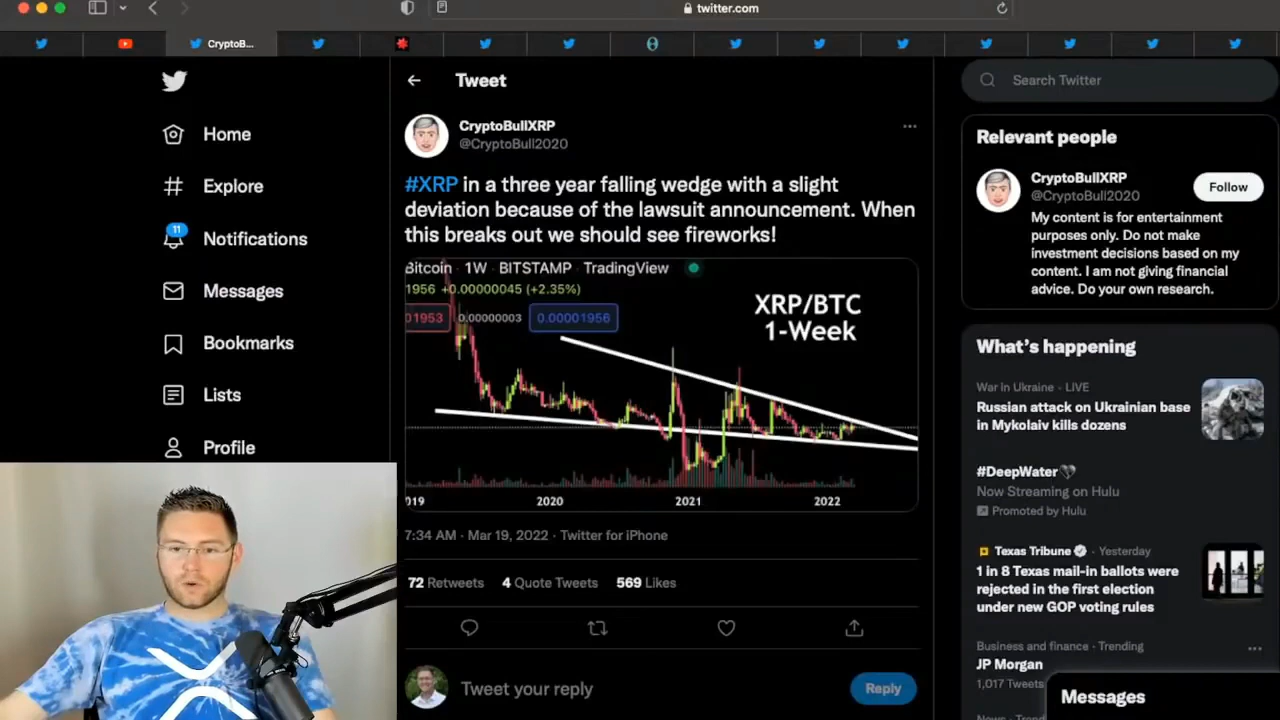 twitter.com
CryptoB...
Tweet
Search Twitter
Home
Explore
11
Notifications
Messages
Bookmarks
Lists
Profile
CryptoBullXRP
@CryptoBull2020
#XRP in a three year falling wedge with a slight
deviation because of the lawsuit announcement. When
this breaks out we should see fireworks!
Bitcoin · 1W · BITSTAMP · TradingView
1956 +0.00000045 (+2.35%)
01953 0.00000003 0.00001956
XRP/BTC
1-Week
019 2020 2021 2022
7:34 AM · Mar 19, 2022 · Twitter for iPhone
72 Retweets 4 Quote Tweets 569 Likes
Tweet your reply
Reply
Relevant people
CryptoBullXRP
@CryptoBull2020
Follow
My content is for entertainment
purposes only. Do not make
investment decisions based on my
content. I am not giving financial
advice. Do your own research.
What's happening
War in Ukraine · LIVE
Russian attack on Ukrainian base
in Mykolaiv kills dozens
#DeepWater
Now Streaming on Hulu
Promoted by Hulu
Texas Tribune · Yesterday
1 in 8 Texas mail-in ballots were
rejected in the first election
under new GOP voting rules
Business and finance · Trending
JP Morgan
1,017 Tweets
Messages